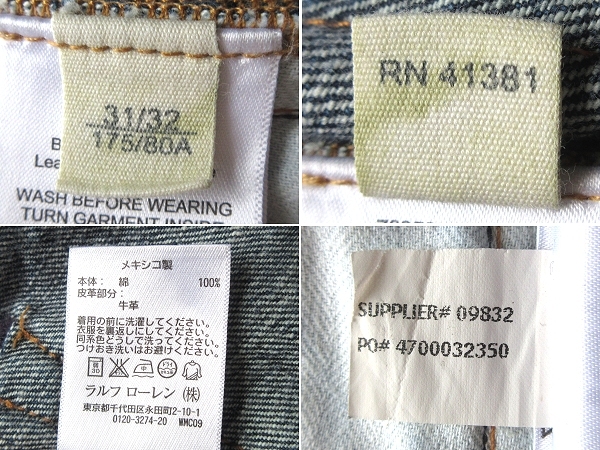 31/32
175/80A
WASH BEFORE WEARING
TURN GARMENT INSIDE
RN 41381
メキシコ製
本体: 綿 100%
皮革部分:
牛革
着用の前に洗濯してください。
衣服を裏返しにしてください。
同系色どうしで洗ってください。
つけおき洗いはお避けください。
ラルフ ローレン (株)
東京都千代田区永田町2-10-1
0120-3274-20 WMC09
SUPPLIER# 09832
PO# 4700032350